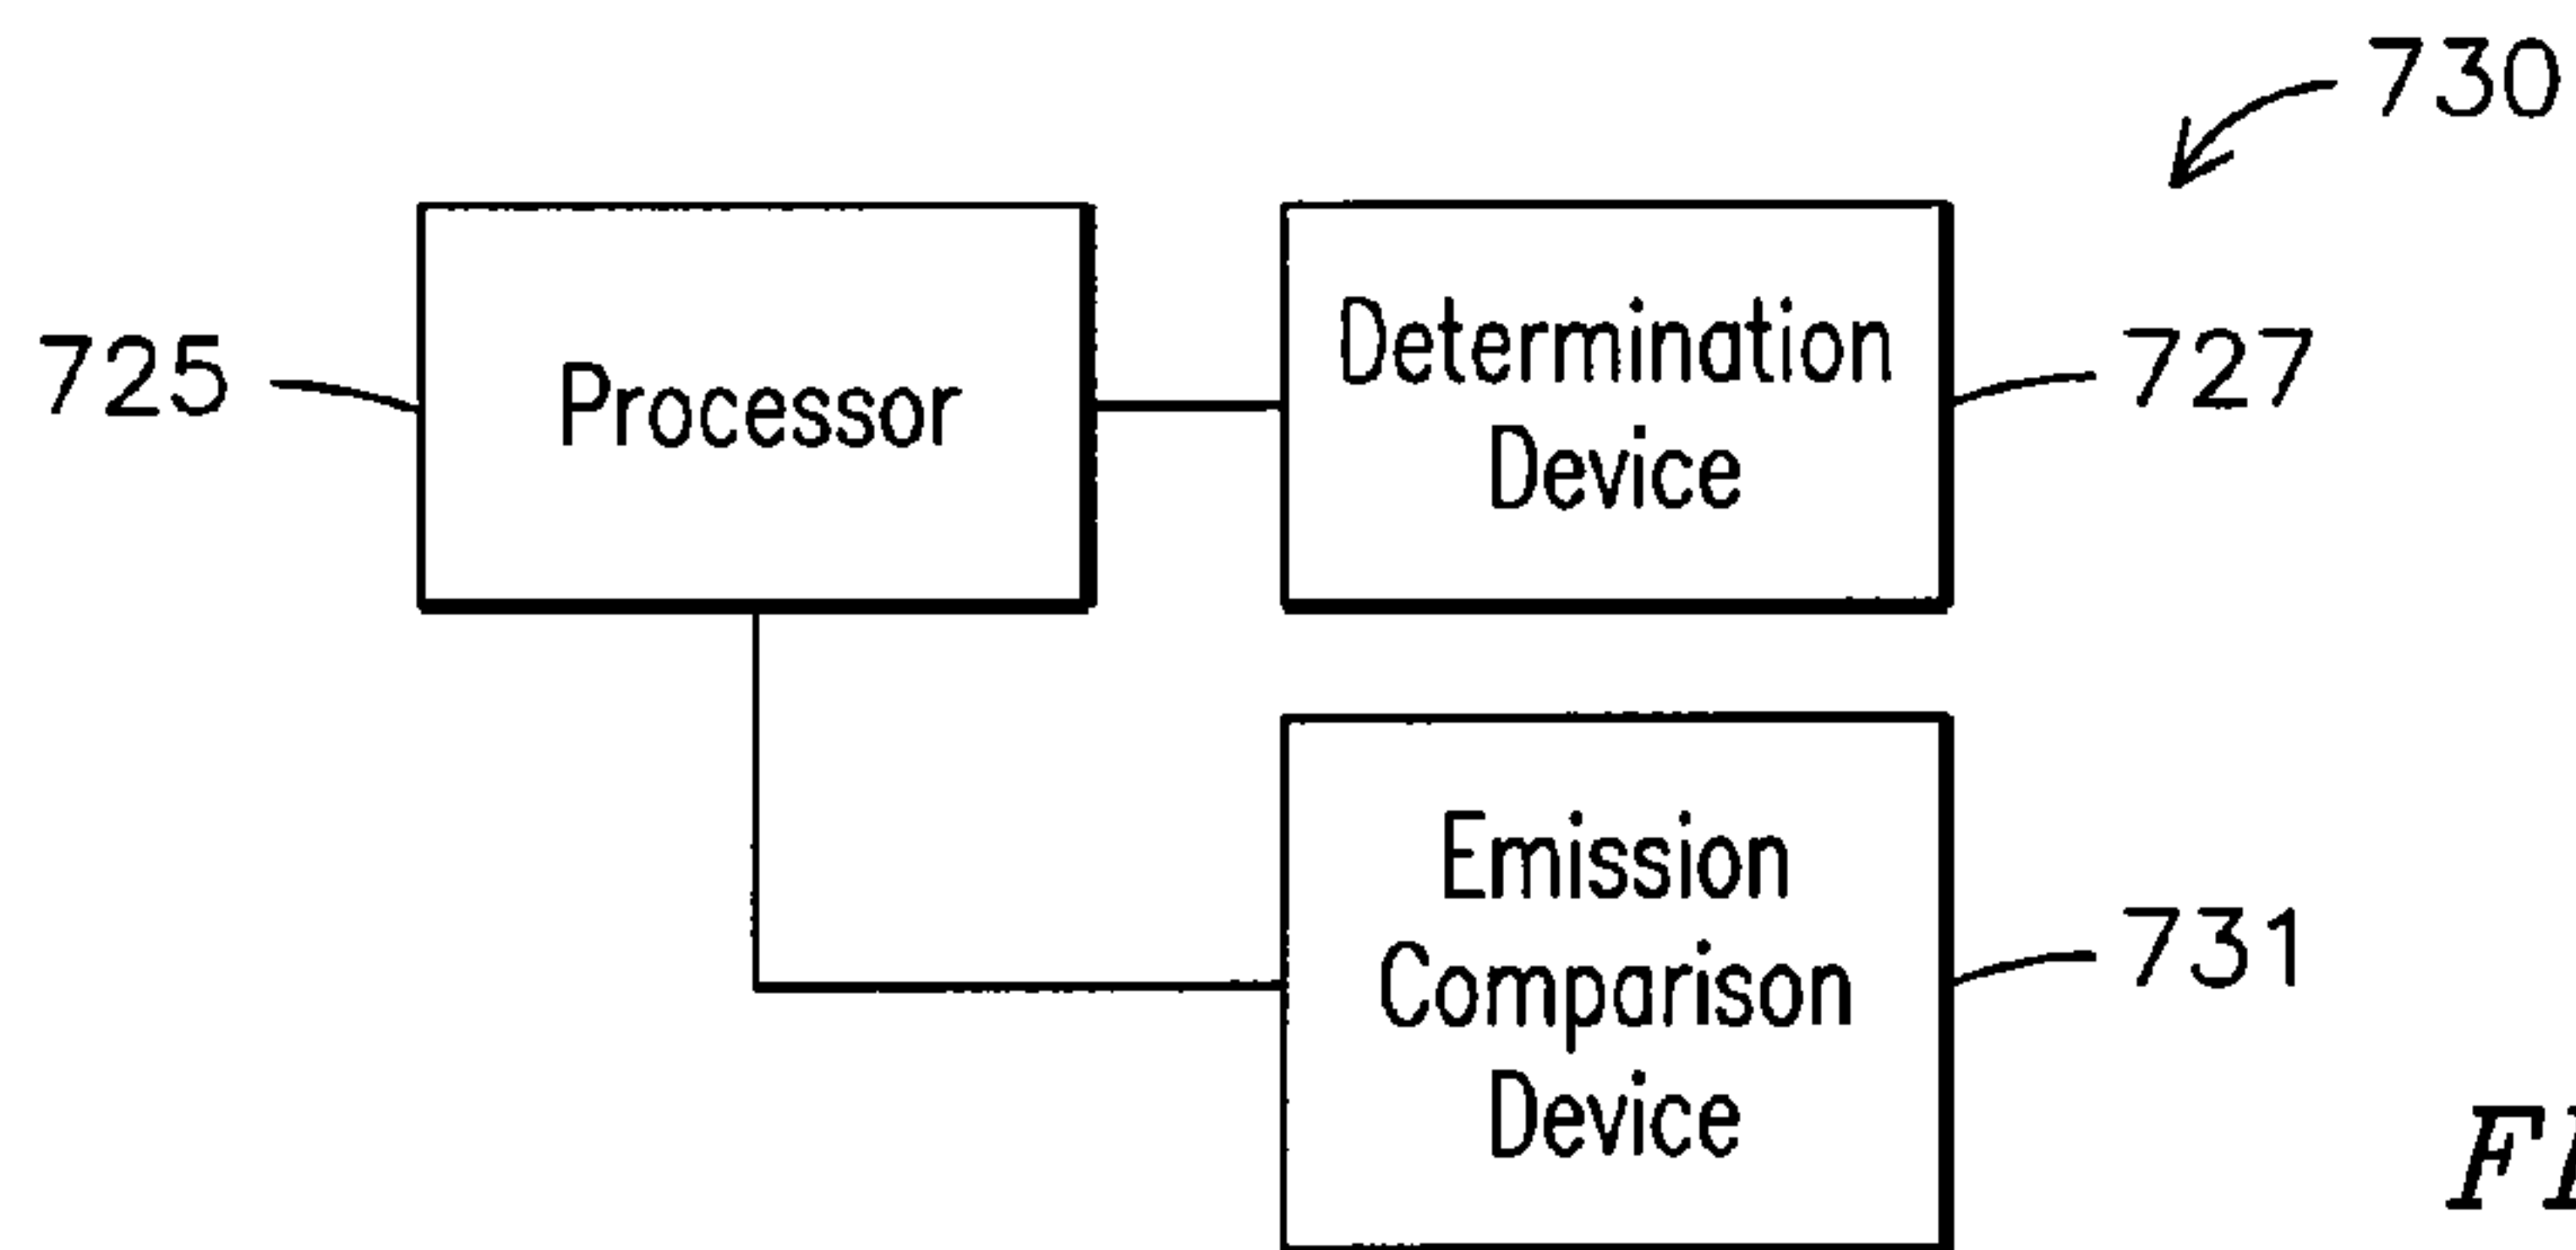 730
725
Processor
Determination
Device
727
Emission
Comparison
Device
731